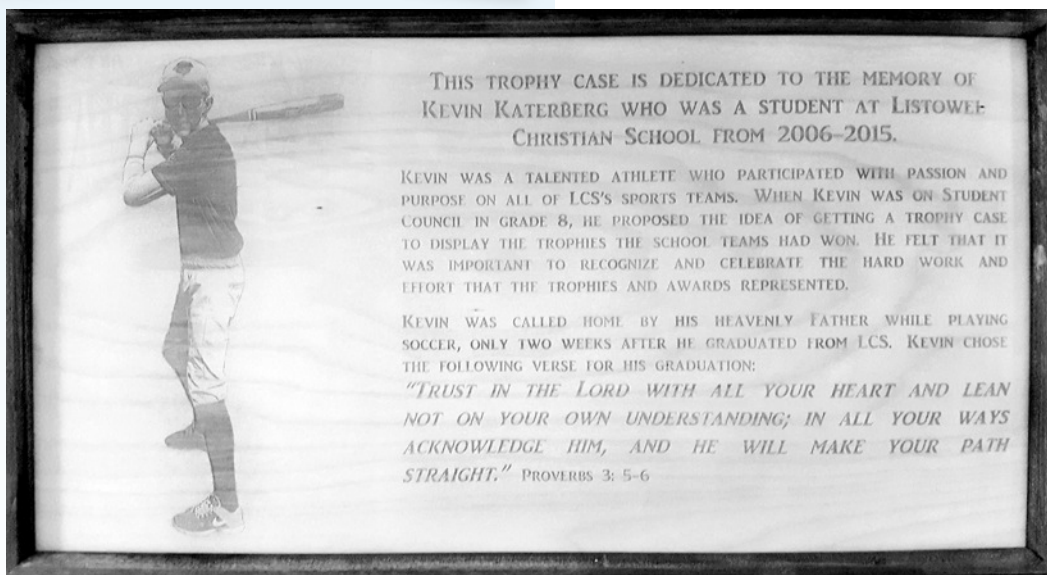 THIS TROPHY CASE IS DEDICATED TO THE MEMORY OF
KEVIN KATERBERG WHO WAS A STUDENT AT LISTOWEL
CHRISTIAN SCHOOL FROM 2006–2015.
KEVIN WAS A TALENTED ATHLETE WHO PARTICIPATED WITH PASSION AND
PURPOSE ON ALL OF LCS'S SPORTS TEAMS. WHEN KEVIN WAS ON STUDENT
COUNCIL IN GRADE 8, HE PROPOSED THE IDEA OF GETTING A TROPHY CASE
TO DISPLAY THE TROPHIES THE SCHOOL TEAMS HAD WON. HE FELT THAT IT
WAS IMPORTANT TO RECOGNIZE AND CELEBRATE THE HARD WORK AND
EFFORT THAT THE TROPHIES AND AWARDS REPRESENTED.
KEVIN WAS CALLED HOME BY HIS HEAVENLY FATHER WHILE PLAYING
SOCCER, ONLY TWO WEEKS AFTER HE GRADUATED FROM LCS. KEVIN CHOSE
THE FOLLOWING VERSE FOR HIS GRADUATION:
"TRUST IN THE LORD WITH ALL YOUR HEART AND LEAN
NOT ON YOUR OWN UNDERSTANDING; IN ALL YOUR WAYS
ACKNOWLEDGE HIM, AND HE WILL MAKE YOUR PATH
STRAIGHT." PROVERBS 3: 5-6